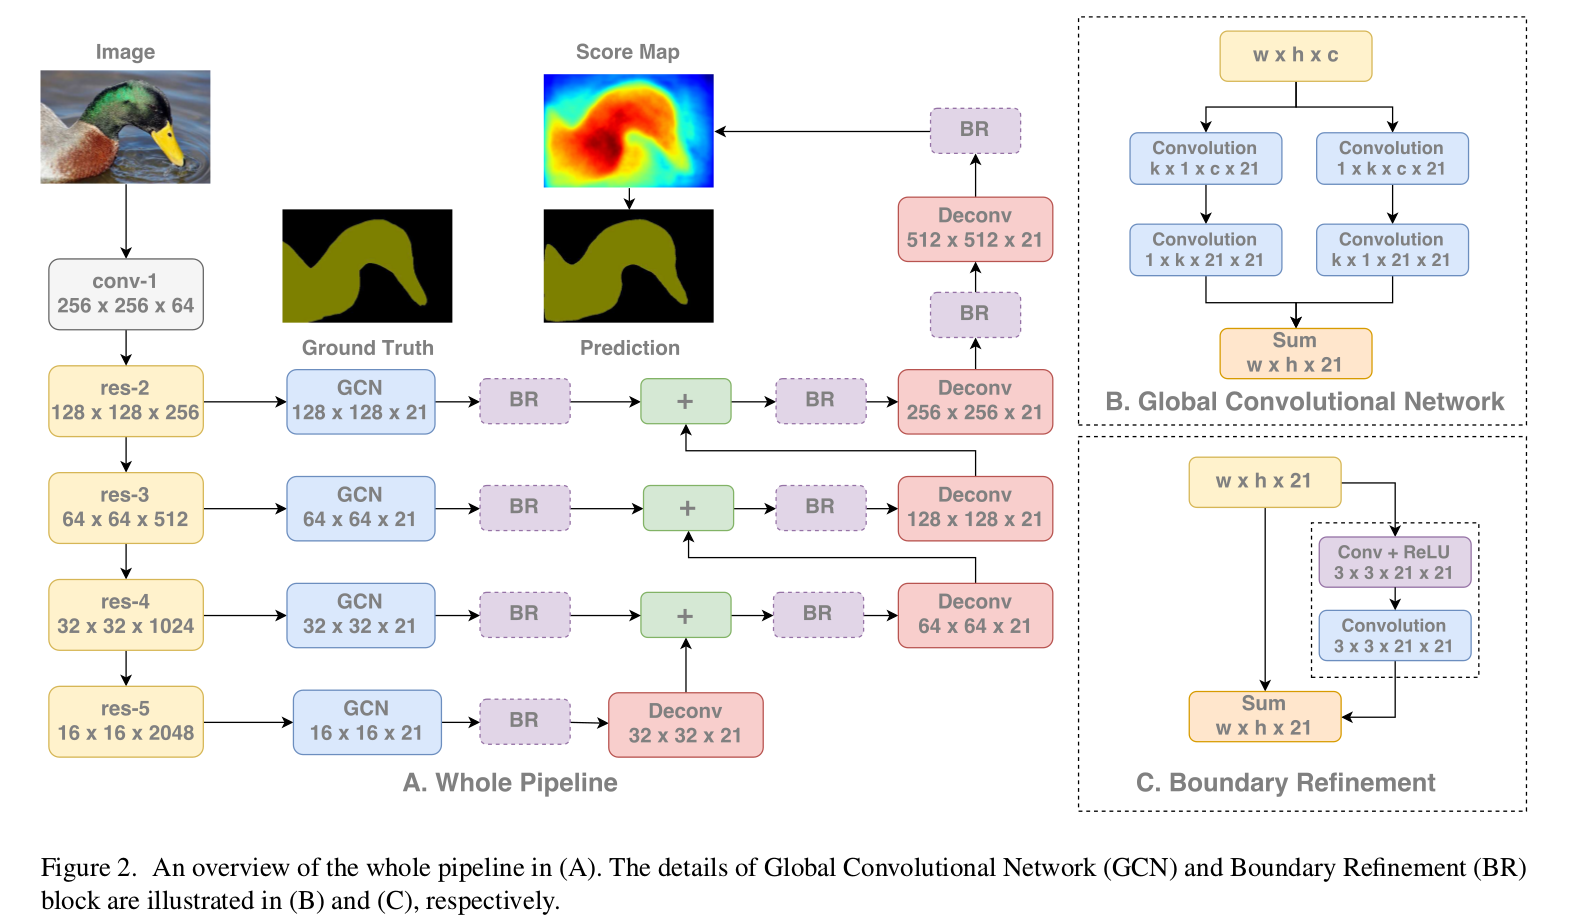 Image
conv-1
256 x 256 x 64
res-2
128 x 128 x 256
res-3
64 x 64 x 512
res-4
32 x 32 x 1024
res-5
16 x 16 x 2048
Ground Truth
Score Map
Prediction
GCN
128 x 128 x 21
BR
+
BR
Deconv
256 x 256 x 21
BR
Deconv
512 x 512 x 21
BR
GCN
64 x 64 x 21
BR
+
BR
Deconv
128 x 128 x 21
GCN
32 x 32 x 21
BR
+
BR
Deconv
64 x 64 x 21
GCN
16 x 16 x 21
BR
Deconv
32 x 32 x 21
A. Whole Pipeline
w x h x c
Convolution
k x 1 x c x 21
Convolution
1 x k x 21 x 21
Convolution
1 x k x c x 21
Convolution
k x 1 x 21 x 21
Sum
w x h x 21
B. Global Convolutional Network
w x h x 21
Conv + ReLU
3 x 3 x 21 x 21
Convolution
3 x 3 x 21 x 21
Sum
w x h x 21
C. Boundary Refinement
Figure 2. An overview of the whole pipeline in (A). The details of Global Convolutional Network (GCN) and Boundary Refinement (BR)
block are illustrated in (B) and (C), respectively.